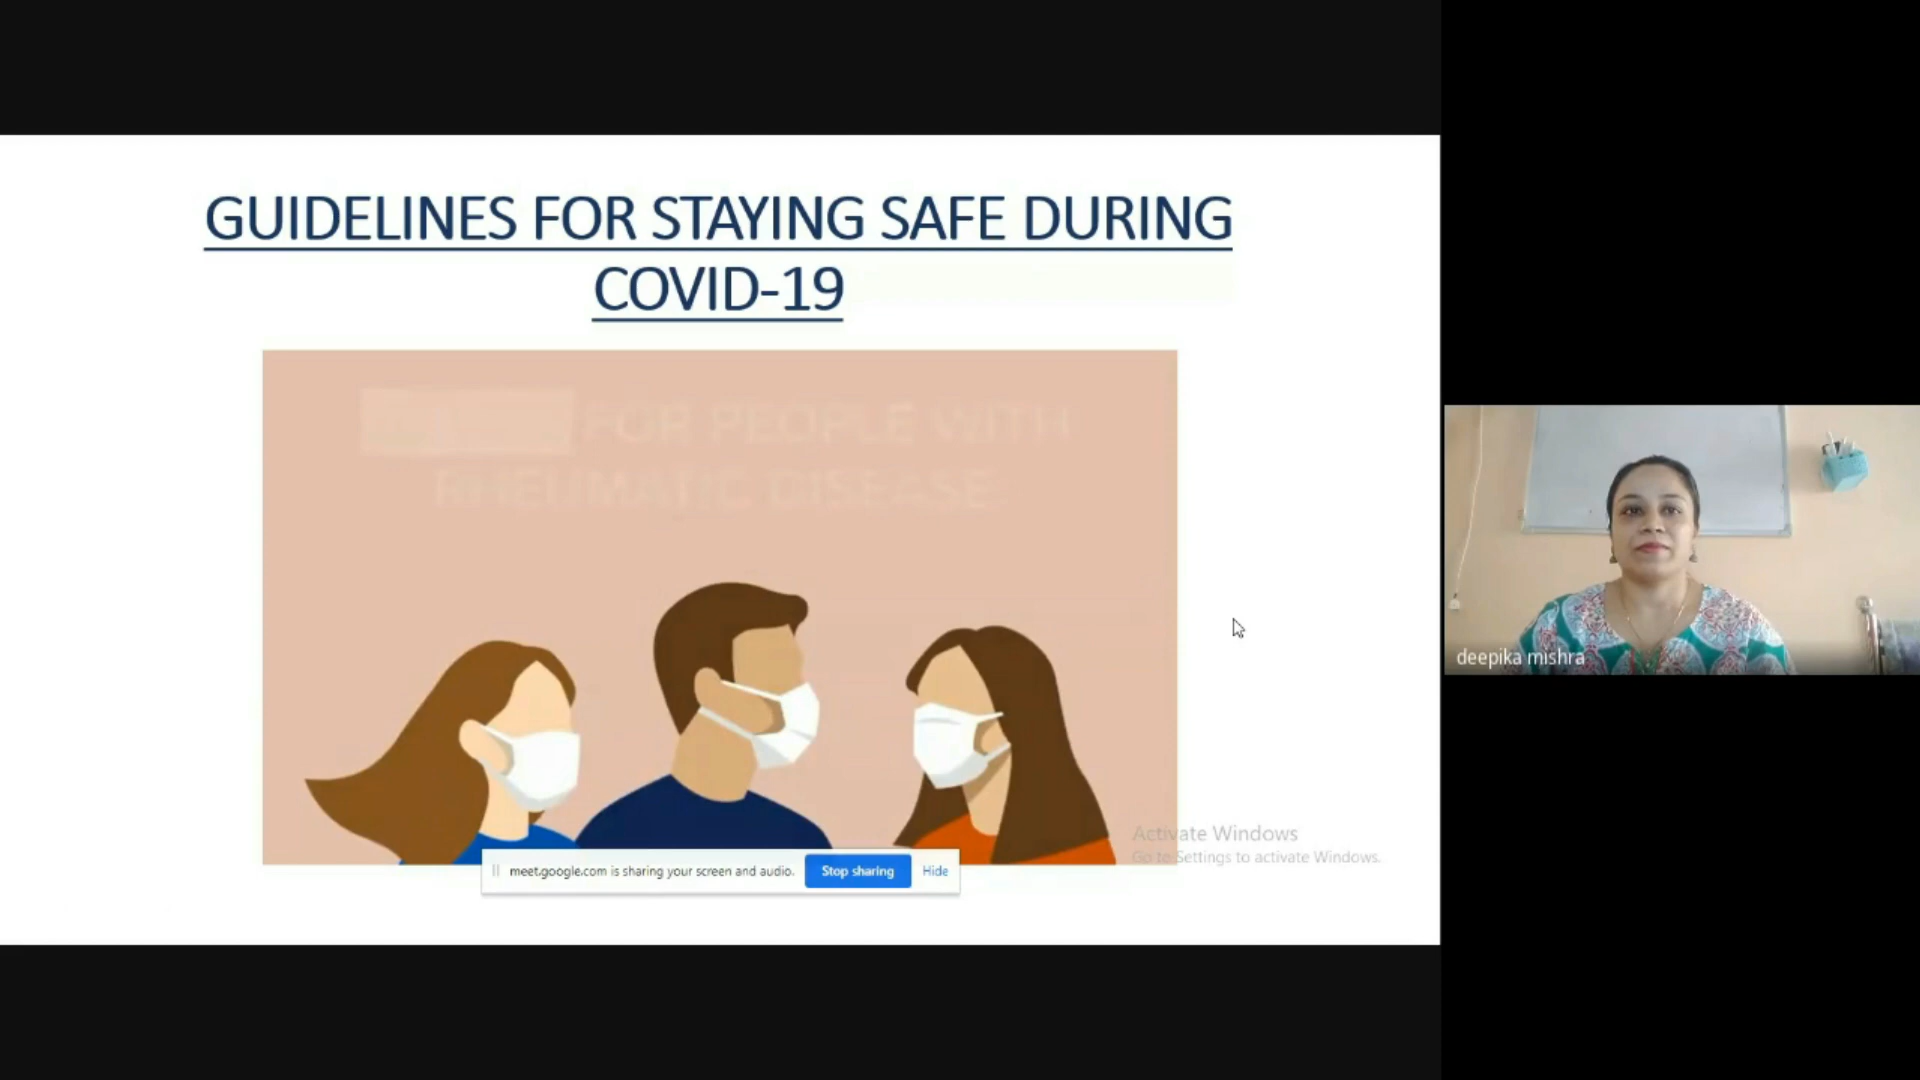 GUIDELINES FOR STAYING SAFE DURING
COVID-19
FOR PEOPLE WITH
RHEUMATIC DISEASE
Activate Windows
Go to Settings to activate Windows.
meet.google.com is sharing your screen and audio.
Stop sharing
Hide
deepika mishra